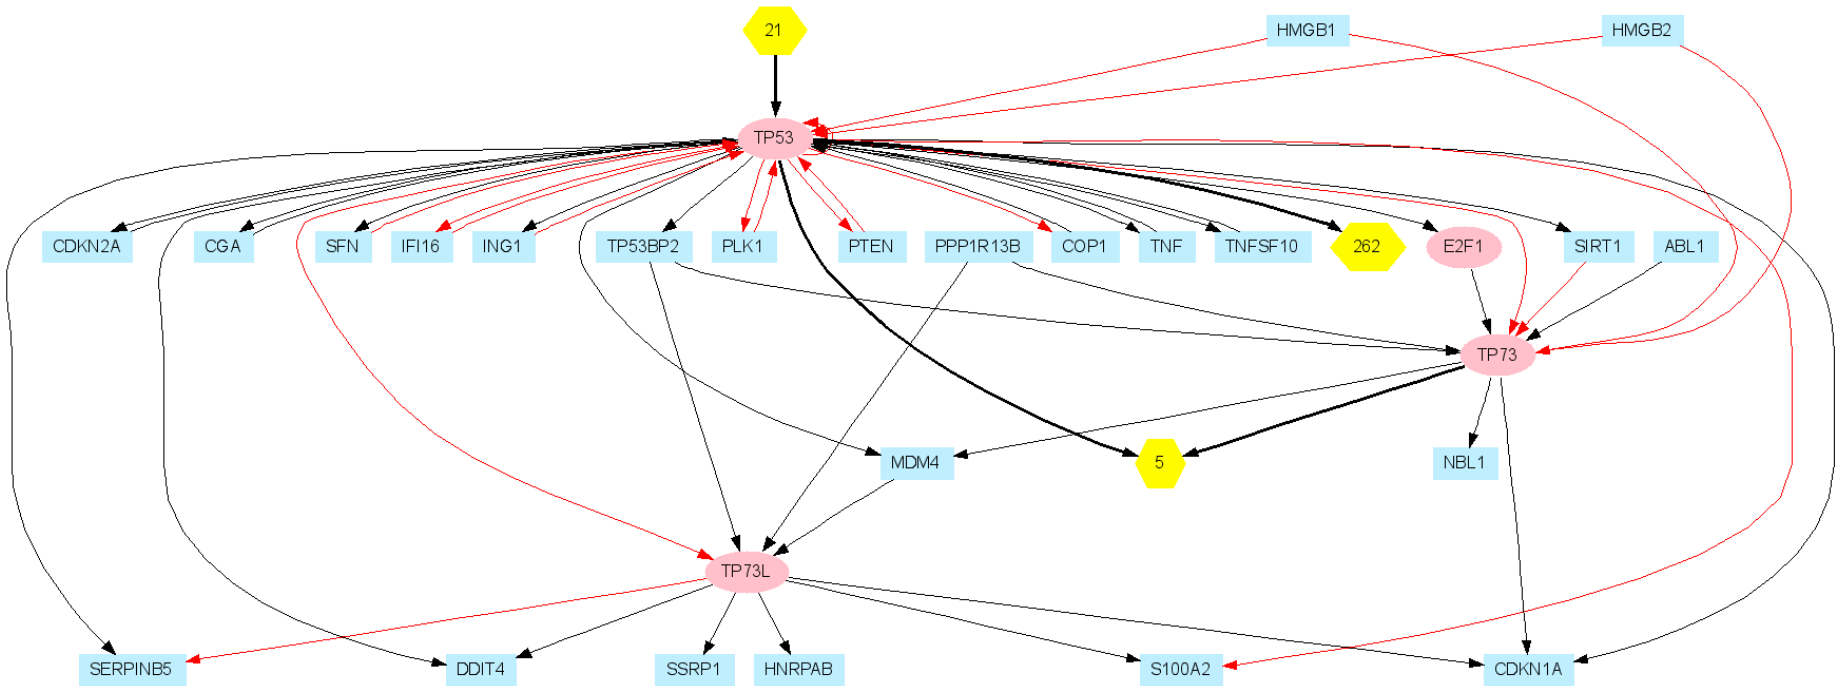 21
HMGB1
HMGB2
TP53
CDKN2A
CGA
SFN
IFI16
ING1
TP53BP2
PLK1
PTEN
PPP1R13B
COP1
TNF
TNFSF10
262
E2F1
SIRT1
ABL1
TP73
MDM4
5
NBL1
TP73L
SERPINB5
DDIT4
SSRP1
HNRPAB
S100A2
CDKN1A